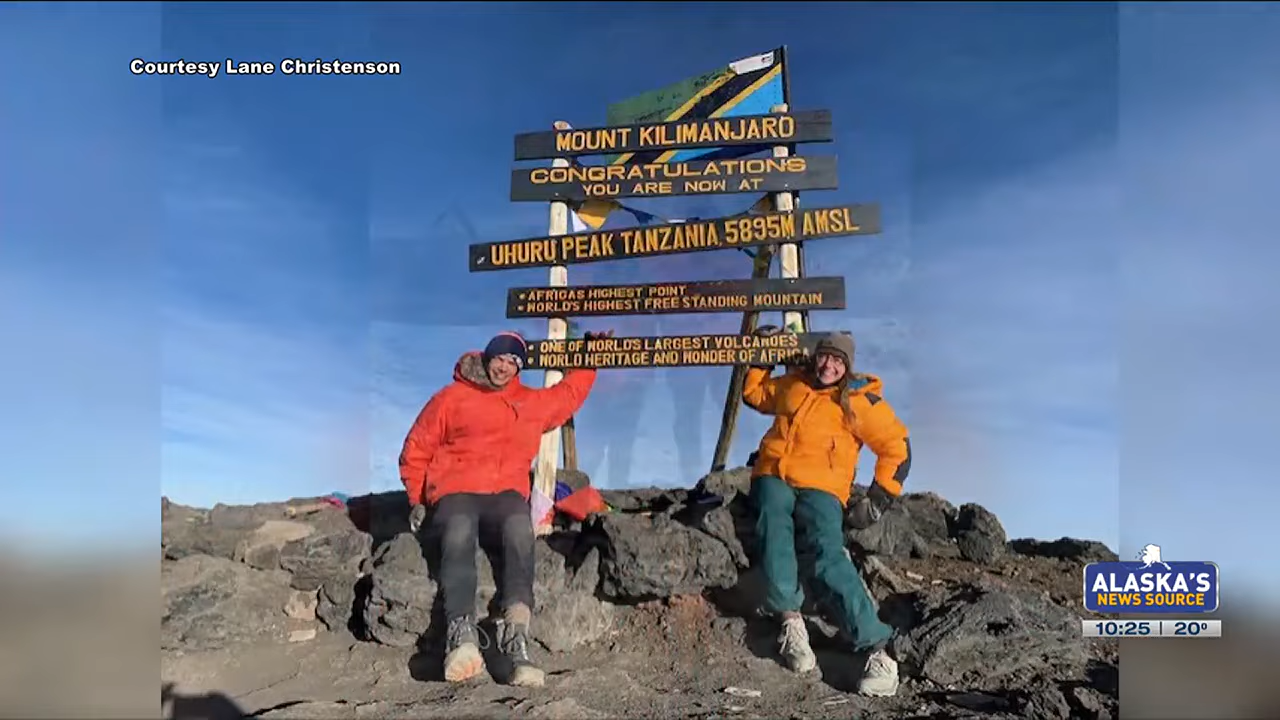 Courtesy Lane Christenson
MOUNT KILIMANJARO
CONGRATULATIONS
YOU ARE NOW AT
UHURU PEAK TANZANIA, 5895M AMSL
• AFRICA'S HIGHEST POINT
• WORLD'S HIGHEST FREE STANDING MOUNTAIN
• ONE OF WORLD'S LARGEST VOLCANOES
• WORLD HERITAGE AND WONDER OF AFRICA
ALASKA'S
NEWS SOURCE
10:25 | 20°